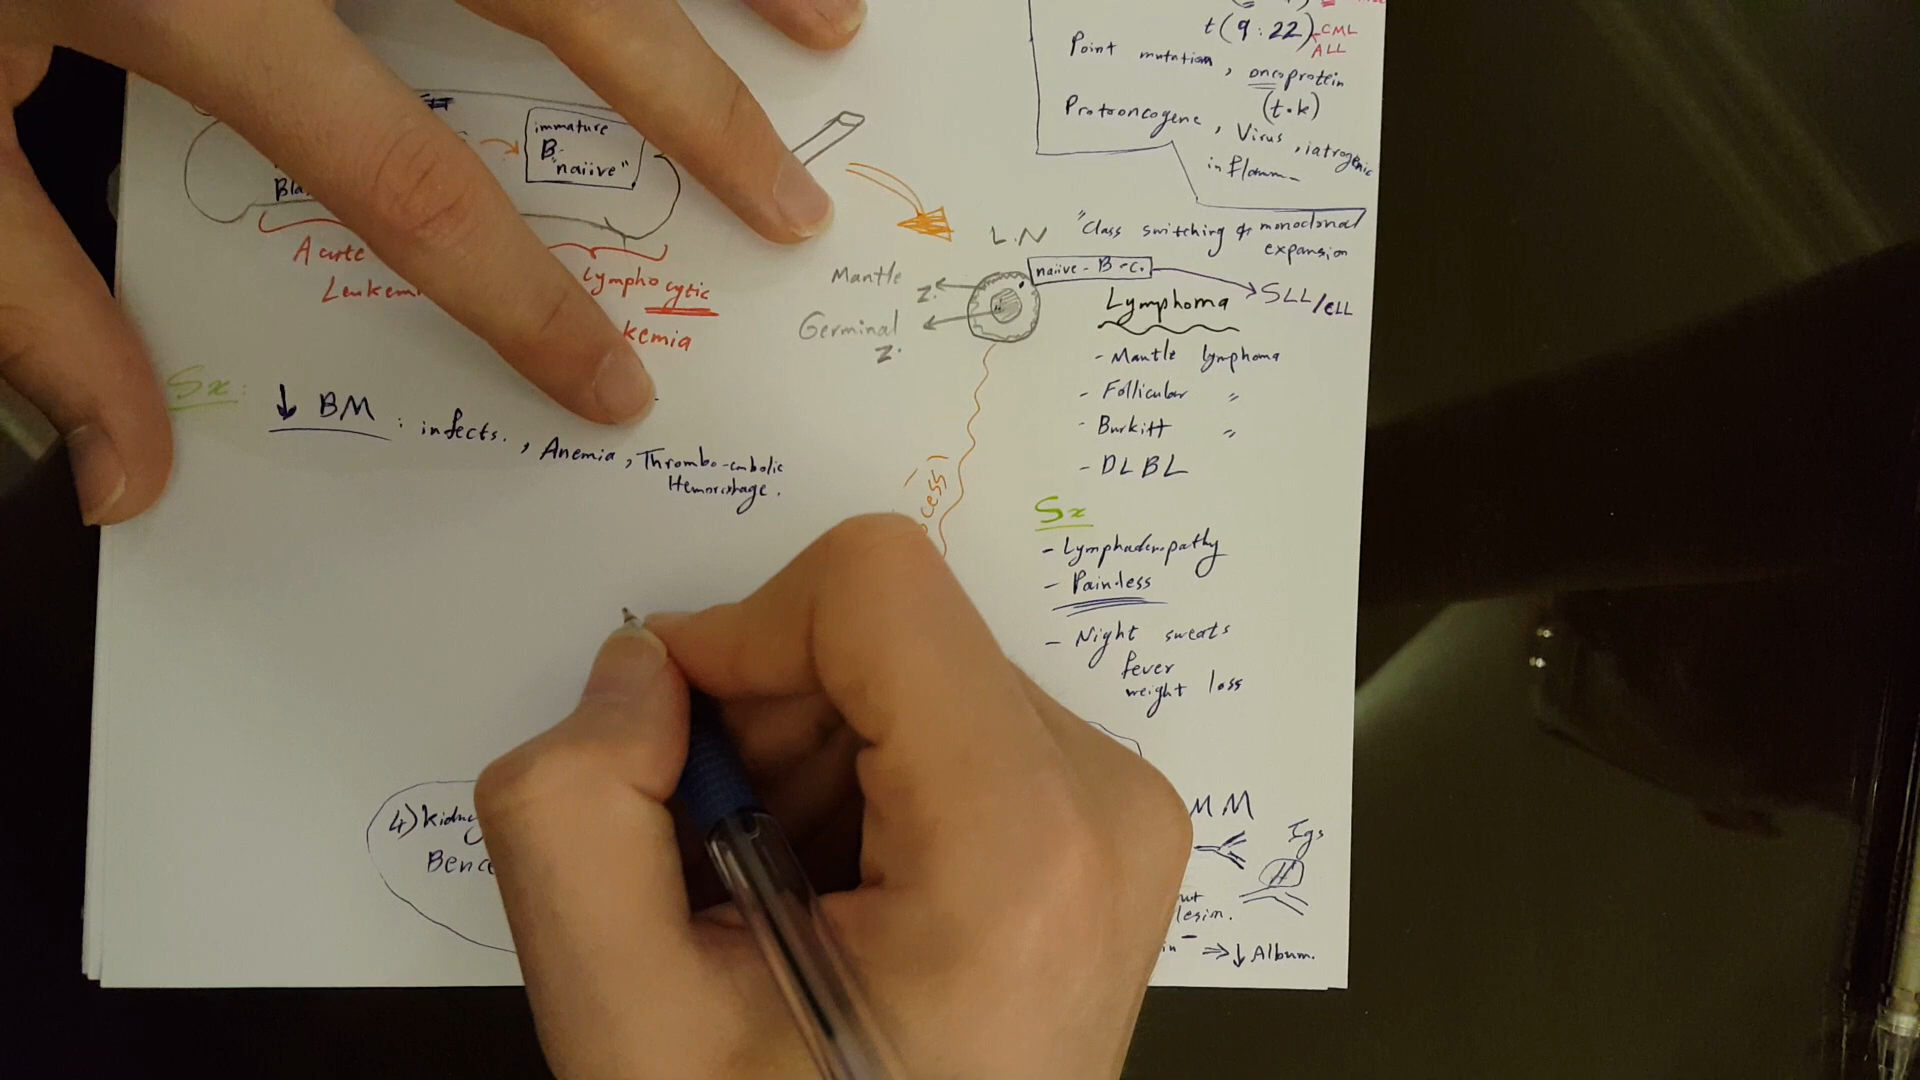 t(9:22) CML
ALL
Point mutation, oncoprotein
(t.k)
Protooncogene, Virus, iatrogenic
inflamm-
immature
B-
"naiive"
Acute
Lymphocytic
kemia
L.N
"Class switching & monoclonal
expansion
naiive-B-c.
SLL/CLL
Mantle
Z.
Germinal
Z.
Lymphoma
- Mantle lymphoma
- Follicular "
- Burkitt "
- DLBL
Sx:
↓ BM : infects., Anemia, Thrombo-embolic
Hemorrhage.
Sx
- Lymphadenopathy
- Painless
- Night sweats
fever
weight loss
4) kidney
Bence
MM
Igs
H
lesion.
⇒ ↓ Album.